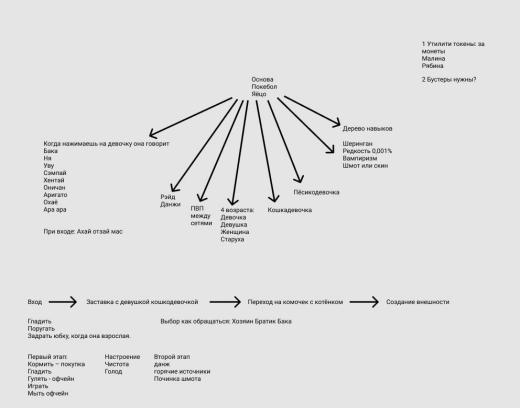 1 Утилити токены: за
монеты
Малина
Рябина
2 Бустеры нужны?
Основа
Покебол
Яйцо
Дерево навыков
Когда нажимаешь на девочку она говорит
Бака
Ня
Уву
Сэмпай
Хентай
Оничан
Аригато
Охаё
Ара ара
При входе: Ахай отзай мас
Шеринган
Редкость 0,001%
Вампиризм
Шмот или скин
Рэйд
Данжи
ПВП
между
сетями
4 возраста:
Девочка
Девушка
Женщина
Старуха
Кошкадевочка
Пёсикодевочка
Вход
Заставка с девушкой кошкодевочкой
Переход на комочек с котёнком
Создание внешности
Гладить
Поругать
Задрать юбку, когда она взрослая.
Выбор как обращаться: Хозяин Братик Бака
Первый этап:
Кормить – покупка
Гладить
Гулять - офчейн
Играть
Мыть офчейн
Настроение
Чистота
Голод
Второй этап
данж
горячие источники
Починка шмота